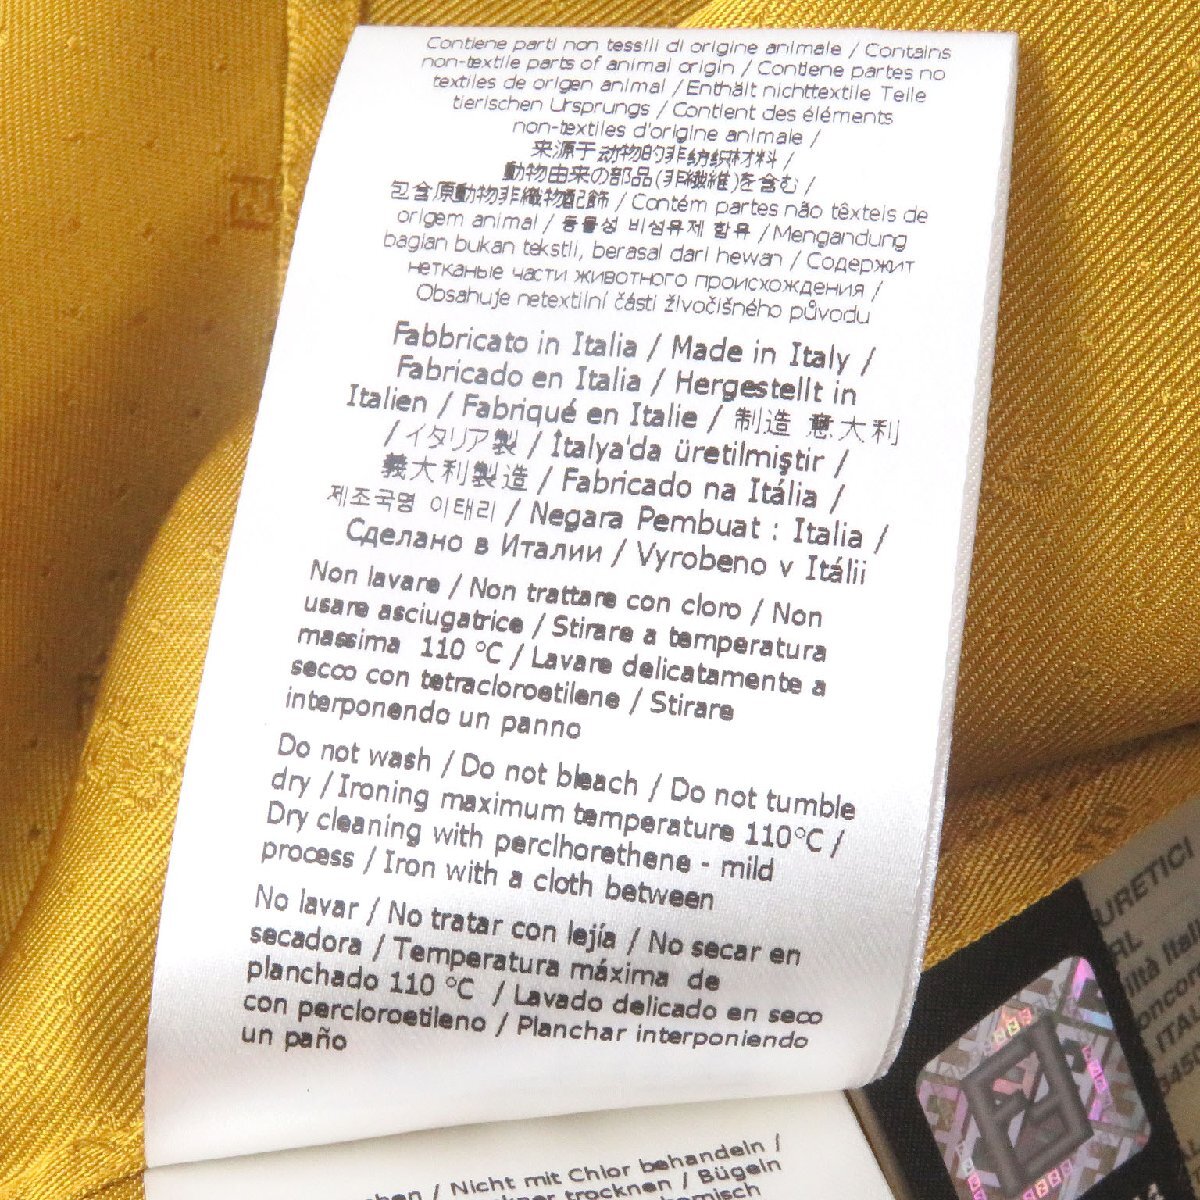 Contiene parti non tessili di origine animale / Contains
non-textile parts of animal origin / Contiene partes no
textiles de origen animal / Enthält nichttextile Teile
tierischen Ursprungs / Contient des éléments
non-textiles d'origine animale /
来源于动物的非纺织材料 /
動物由来の部品(非繊維)を含む /
包含原動物非織物配飾 / Contém partes não têxteis de
origem animal / 동물성 비섬유제 함유 / Mengandung
bagian bukan tekstil, berasal dari hewan / Содержит
нетканые части животного происхождения /
Obsahuje netextilní části živočišného původu
Fabbricato in Italia / Made in Italy /
Fabricado en Italia / Hergestellt in
Italien / Fabriqué en Italie / 制造 意大利
/ イタリア製 / İtalya'da üretilmiştir /
義大利製造 / Fabricado na Itália /
제조국명 이태리 / Negara Pembuat : Italia /
Сделано в Италии / Vyrobeno v Itálii
Non lavare / Non trattare con cloro / Non
usare asciugatrice / Stirare a temperatura
massima 110 °C / Lavare delicatamente a
secco con tetracloroetilene / Stirare
interponendo un panno
Do not wash / Do not bleach / Do not tumble
dry / Ironing maximum temperature 110°C /
Dry cleaning with perclhorethene - mild
process / Iron with a cloth between
No lavar / No tratar con lejía / No secar en
secadora / Temperatura máxima de
planchado 110 °C / Lavado delicado en seco
con percloroetileno / Planchar interponiendo
un paño
/ Nicht mit Chlor behandeln /
trocknen / Bügeln
URETICI
RL